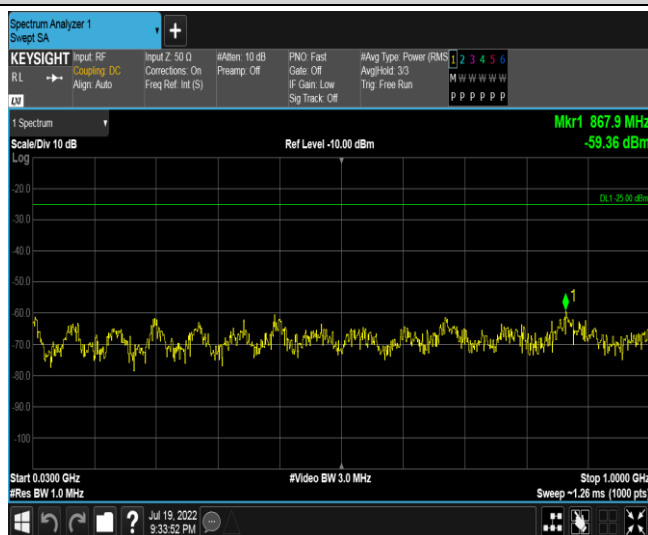 Spectrum Analyzer 1
Swept SA
+
KEYSIGHT
RL
LXI
Input: RF
Coupling: DC
Align: Auto
Input Z: 50 Ω
Corrections: On
Freq Ref: Int (S)
#Atten: 10 dB
Preamp: Off
PNO: Fast
Gate: Off
IF Gain: Low
Sig Track: Off
#Avg Type: Power (RMS
Avg|Hold: 3/3
Trig: Free Run
1 2 3 4 5 6
M W W W W W
P P P P P P
1 Spectrum
Mkr1 867.9 MHz
-59.36 dBm
Scale/Div 10 dB
Ref Level -10.00 dBm
Log
DL1 -25.00 dBm
-20.0
-30.0
-40.0
-50.0
1
-60.0
-70.0
-80.0
-90.0
-100
Start 0.0300 GHz
#Video BW 3.0 MHz
Stop 1.0000 GHz
#Res BW 1.0 MHz
Sweep ~1.26 ms (1000 pts)
?
Jul 19, 2022
9:33:52 PM